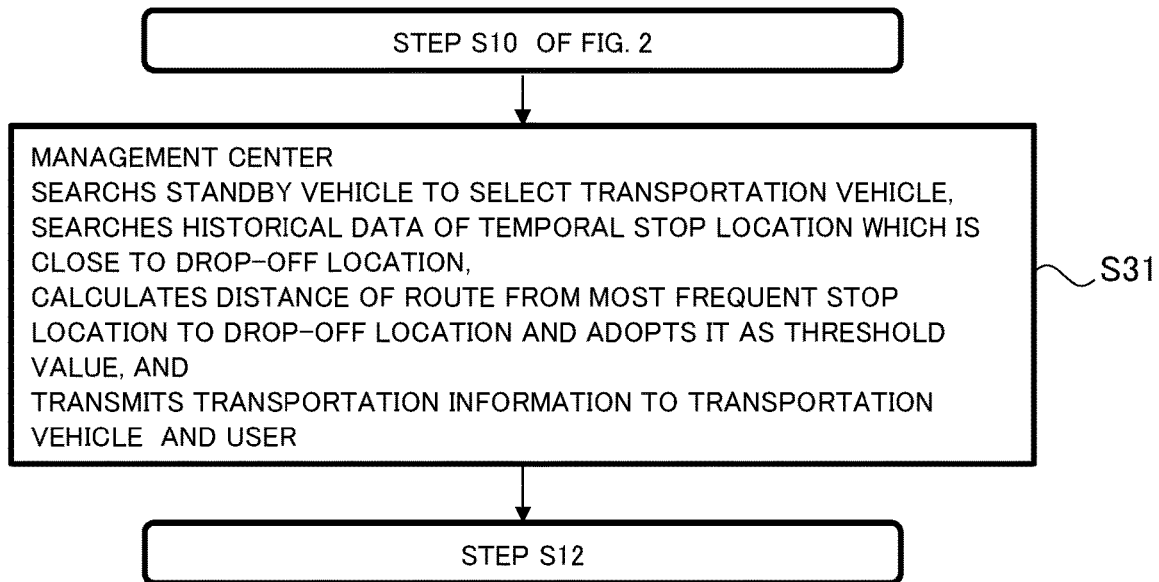 STEP S10 OF FIG. 2
MANAGEMENT CENTER
SEARCHS STANDBY VEHICLE TO SELECT TRANSPORTATION VEHICLE,
SEARCHES HISTORICAL DATA OF TEMPORAL STOP LOCATION WHICH IS
CLOSE TO DROP-OFF LOCATION,
CALCULATES DISTANCE OF ROUTE FROM MOST FREQUENT STOP
LOCATION TO DROP-OFF LOCATION AND ADOPTS IT AS THRESHOLD
VALUE, AND
TRANSMITS TRANSPORTATION INFORMATION TO TRANSPORTATION
VEHICLE AND USER
S31
STEP S12